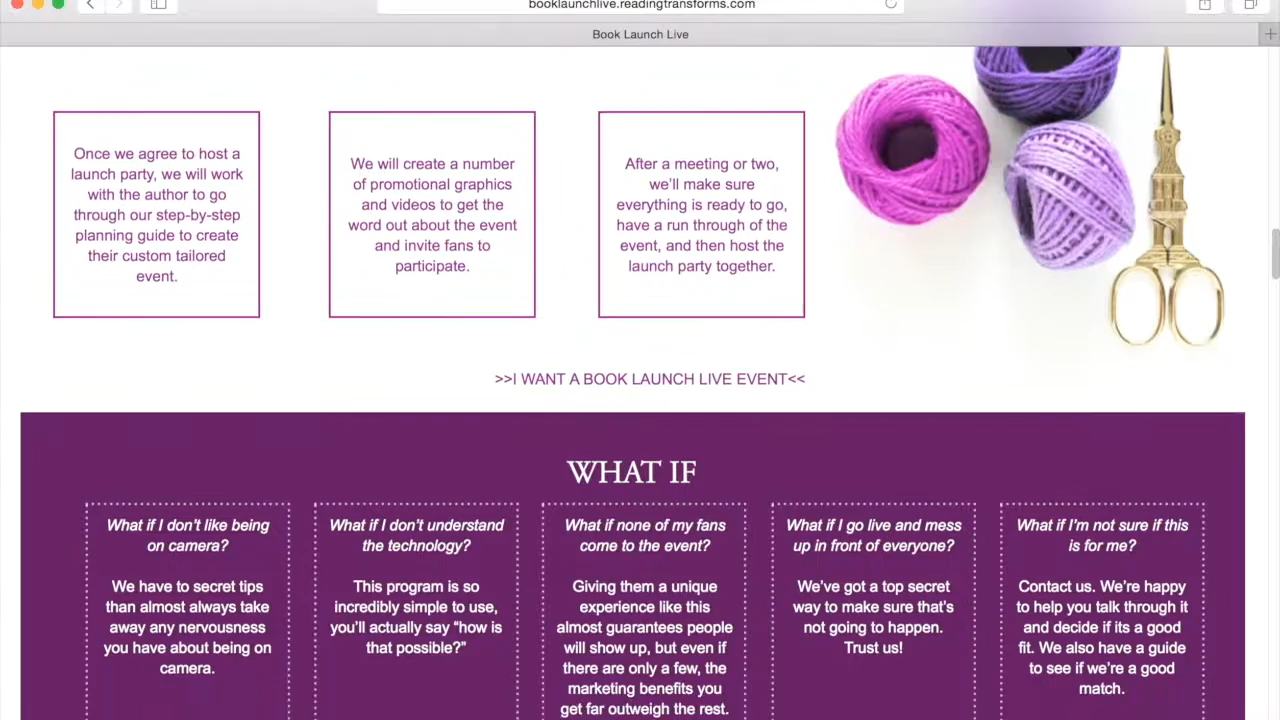 booklaunchlive.readingtransforms.com
Book Launch Live
Once we agree to host a
launch party, we will work
with the author to go
through our step-by-step
planning guide to create
their custom tailored
event.
We will create a number
of promotional graphics
and videos to get the
word out about the event
and invite fans to
participate.
After a meeting or two,
we'll make sure
everything is ready to go,
have a run through of the
event, and then host the
launch party together.
>>I WANT A BOOK LAUNCH LIVE EVENT<<
WHAT IF
What if I don't like being
on camera?
We have to secret tips
than almost always take
away any nervousness
you have about being on
camera.
What if I don't understand
the technology?
This program is so
incredibly simple to use,
you'll actually say “how is
that possible?”
What if none of my fans
come to the event?
Giving them a unique
experience like this
almost guarantees people
will show up, but even if
there are only a few, the
marketing benefits you
get far outweigh the rest.
What if I go live and mess
up in front of everyone?
We've got a top secret
way to make sure that's
not going to happen.
Trust us!
What if I'm not sure if this
is for me?
Contact us. We're happy
to help you talk through it
and decide if its a good
fit. We also have a guide
to see if we're a good
match.